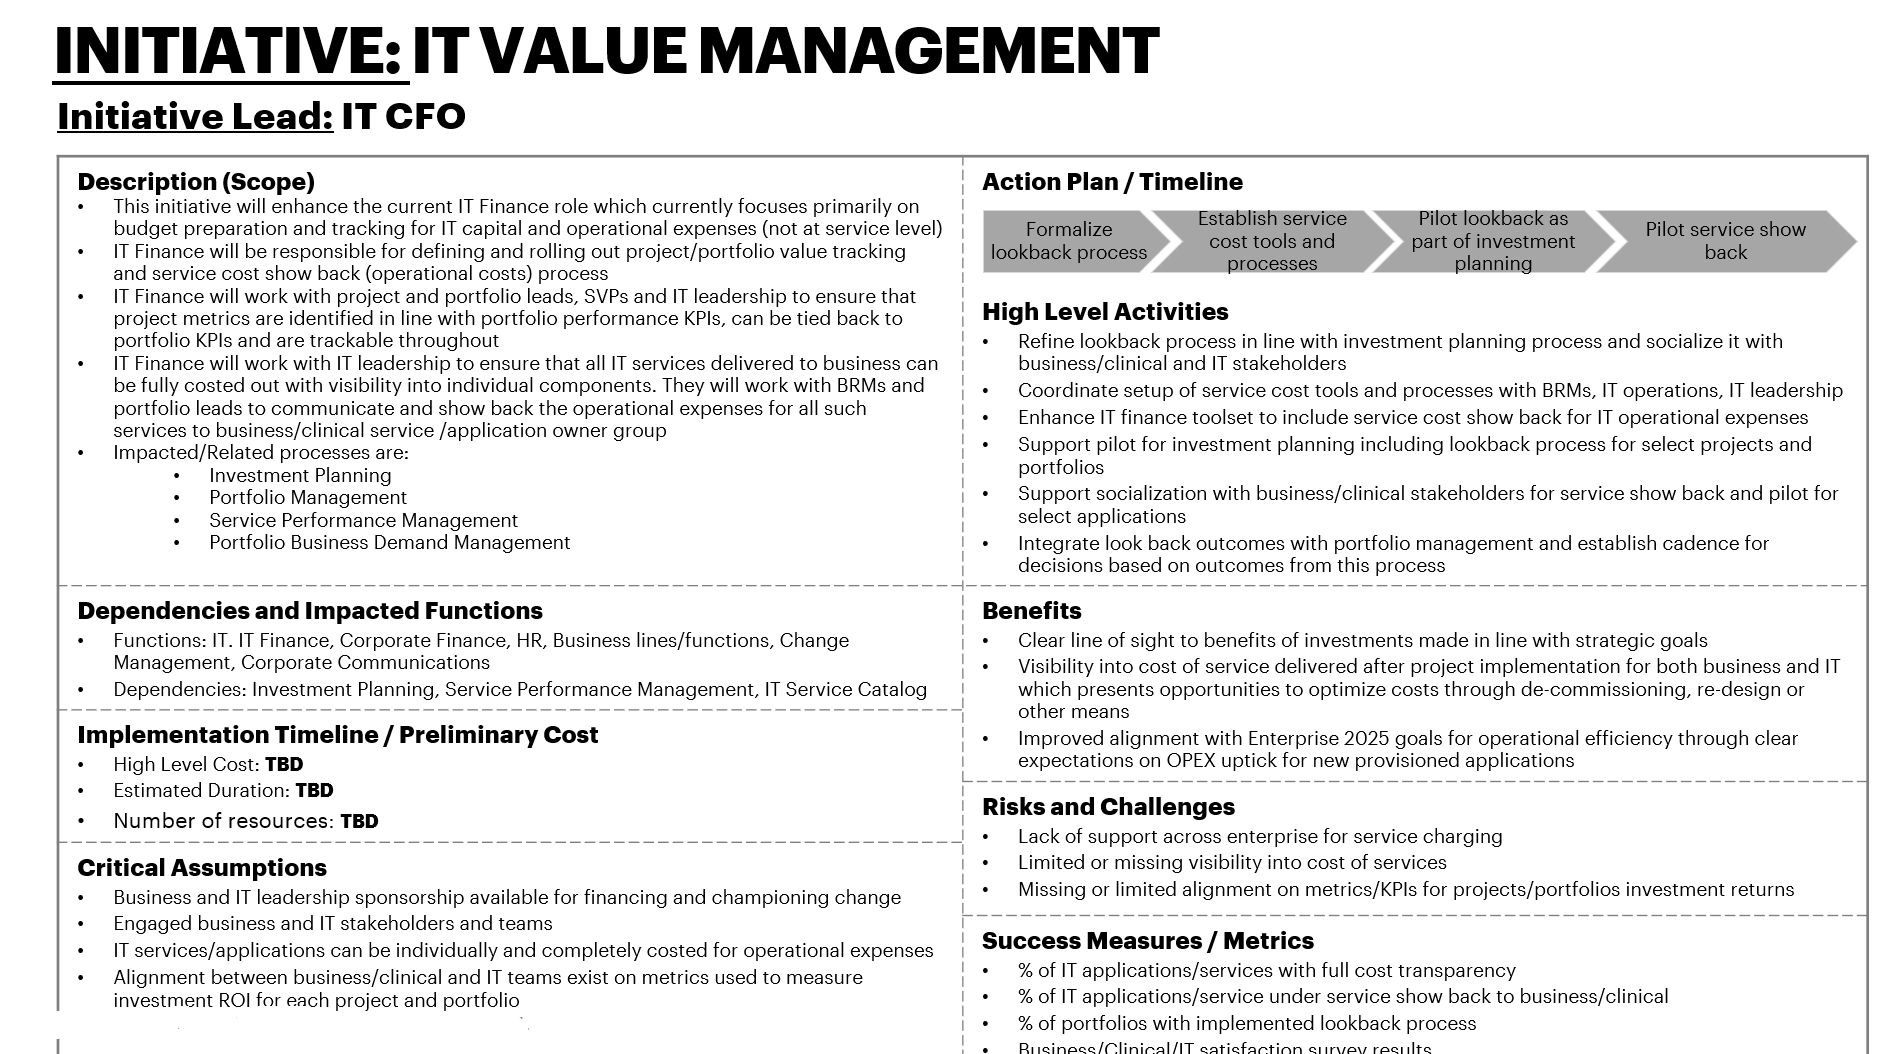 INITIATIVE: IT VALUE MANAGEMENT
Initiative Lead: IT CFO
Description (Scope)
• This initiative will enhance the current IT Finance role which currently focuses primarily on
budget preparation and tracking for IT capital and operational expenses (not at service level)
• IT Finance will be responsible for defining and rolling out project/portfolio value tracking
and service cost show back (operational costs) process
• IT Finance will work with project and portfolio leads, SVPs and IT leadership to ensure that
project metrics are identified in line with portfolio performance KPIs, can be tied back to
portfolio KPIs and are trackable throughout
• IT Finance will work with IT leadership to ensure that all IT services delivered to business can
be fully costed out with visibility into individual components. They will work with BRMs and
portfolio leads to communicate and show back the operational expenses for all such
services to business/clinical service /application owner group
• Impacted/Related processes are:
• Investment Planning
• Portfolio Management
• Service Performance Management
• Portfolio Business Demand Management
Dependencies and Impacted Functions
• Functions: IT. IT Finance, Corporate Finance, HR, Business lines/functions, Change
Management, Corporate Communications
• Dependencies: Investment Planning, Service Performance Management, IT Service Catalog
Implementation Timeline / Preliminary Cost
• High Level Cost: TBD
• Estimated Duration: TBD
• Number of resources: TBD
Critical Assumptions
• Business and IT leadership sponsorship available for financing and championing change
• Engaged business and IT stakeholders and teams
• IT services/applications can be individually and completely costed for operational expenses
• Alignment between business/clinical and IT teams exist on metrics used to measure
investment ROI for each project and portfolio
Action Plan / Timeline
Formalize
lookback process
Establish service
cost tools and
processes
Pilot lookback as
part of investment
planning
Pilot service show
back
High Level Activities
• Refine lookback process in line with investment planning process and socialize it with
business/clinical and IT stakeholders
• Coordinate setup of service cost tools and processes with BRMs, IT operations, IT leadership
• Enhance IT finance toolset to include service cost show back for IT operational expenses
• Support pilot for investment planning including lookback process for select projects and
portfolios
• Support socialization with business/clinical stakeholders for service show back and pilot for
select applications
• Integrate look back outcomes with portfolio management and establish cadence for
decisions based on outcomes from this process
Benefits
• Clear line of sight to benefits of investments made in line with strategic goals
• Visibility into cost of service delivered after project implementation for both business and IT
which presents opportunities to optimize costs through de-commissioning, re-design or
other means
• Improved alignment with Enterprise 2025 goals for operational efficiency through clear
expectations on OPEX uptick for new provisioned applications
Risks and Challenges
• Lack of support across enterprise for service charging
• Limited or missing visibility into cost of services
• Missing or limited alignment on metrics/KPIs for projects/portfolios investment returns
Success Measures / Metrics
• % of IT applications/services with full cost transparency
• % of IT applications/service under service show back to business/clinical
• % of portfolios with implemented lookback process
• Business/Clinical/IT satisfaction survey results